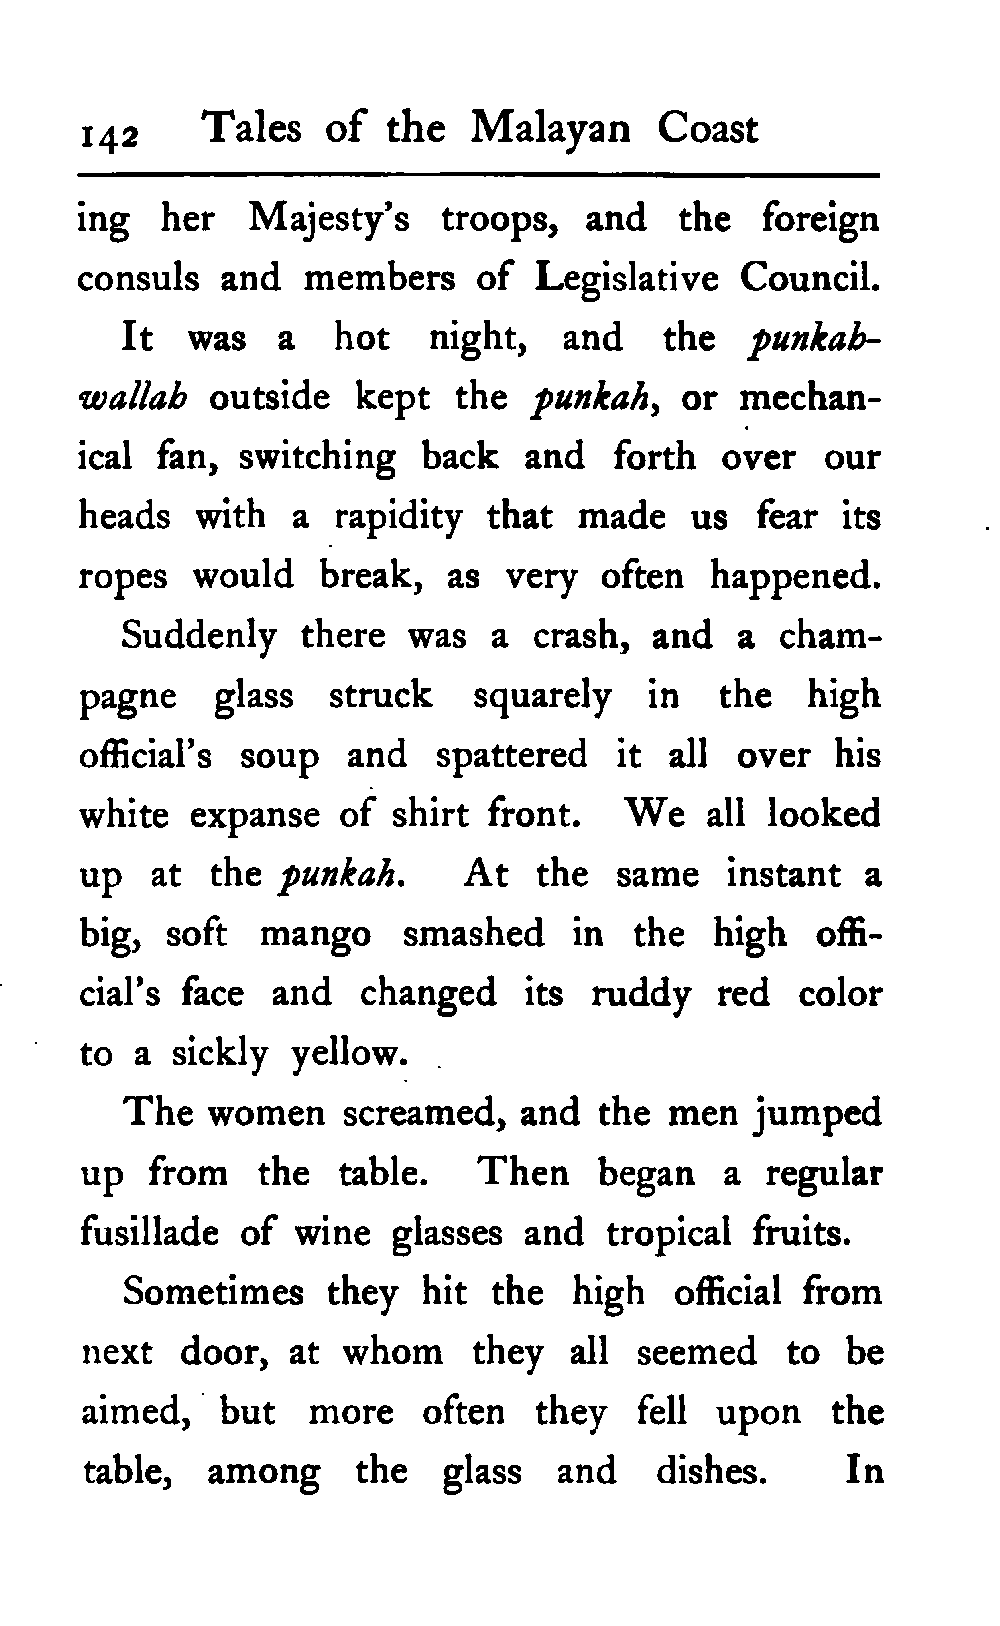 142 Tales of the Malayan Coast
ing her Majesty's troops, and the foreign
consuls and members of Legislative Council.
It was a hot night, and the punkah-
wallah outside kept the punkah, or mechan-
ical fan, switching back and forth over our
heads with a rapidity that made us fear its
ropes would break, as very often happened.
Suddenly there was a crash, and a cham-
pagne glass struck squarely in the high
official's soup and spattered it all over his
white expanse of shirt front. We all looked
up at the punkah. At the same instant a
big, soft mango smashed in the high offi-
cial's face and changed its ruddy red color
to a sickly yellow.
The women screamed, and the men jumped
up from the table. Then began a regular
fusillade of wine glasses and tropical fruits.
Sometimes they hit the high official from
next door, at whom they all seemed to be
aimed, but more often they fell upon the
table, among the glass and dishes. In